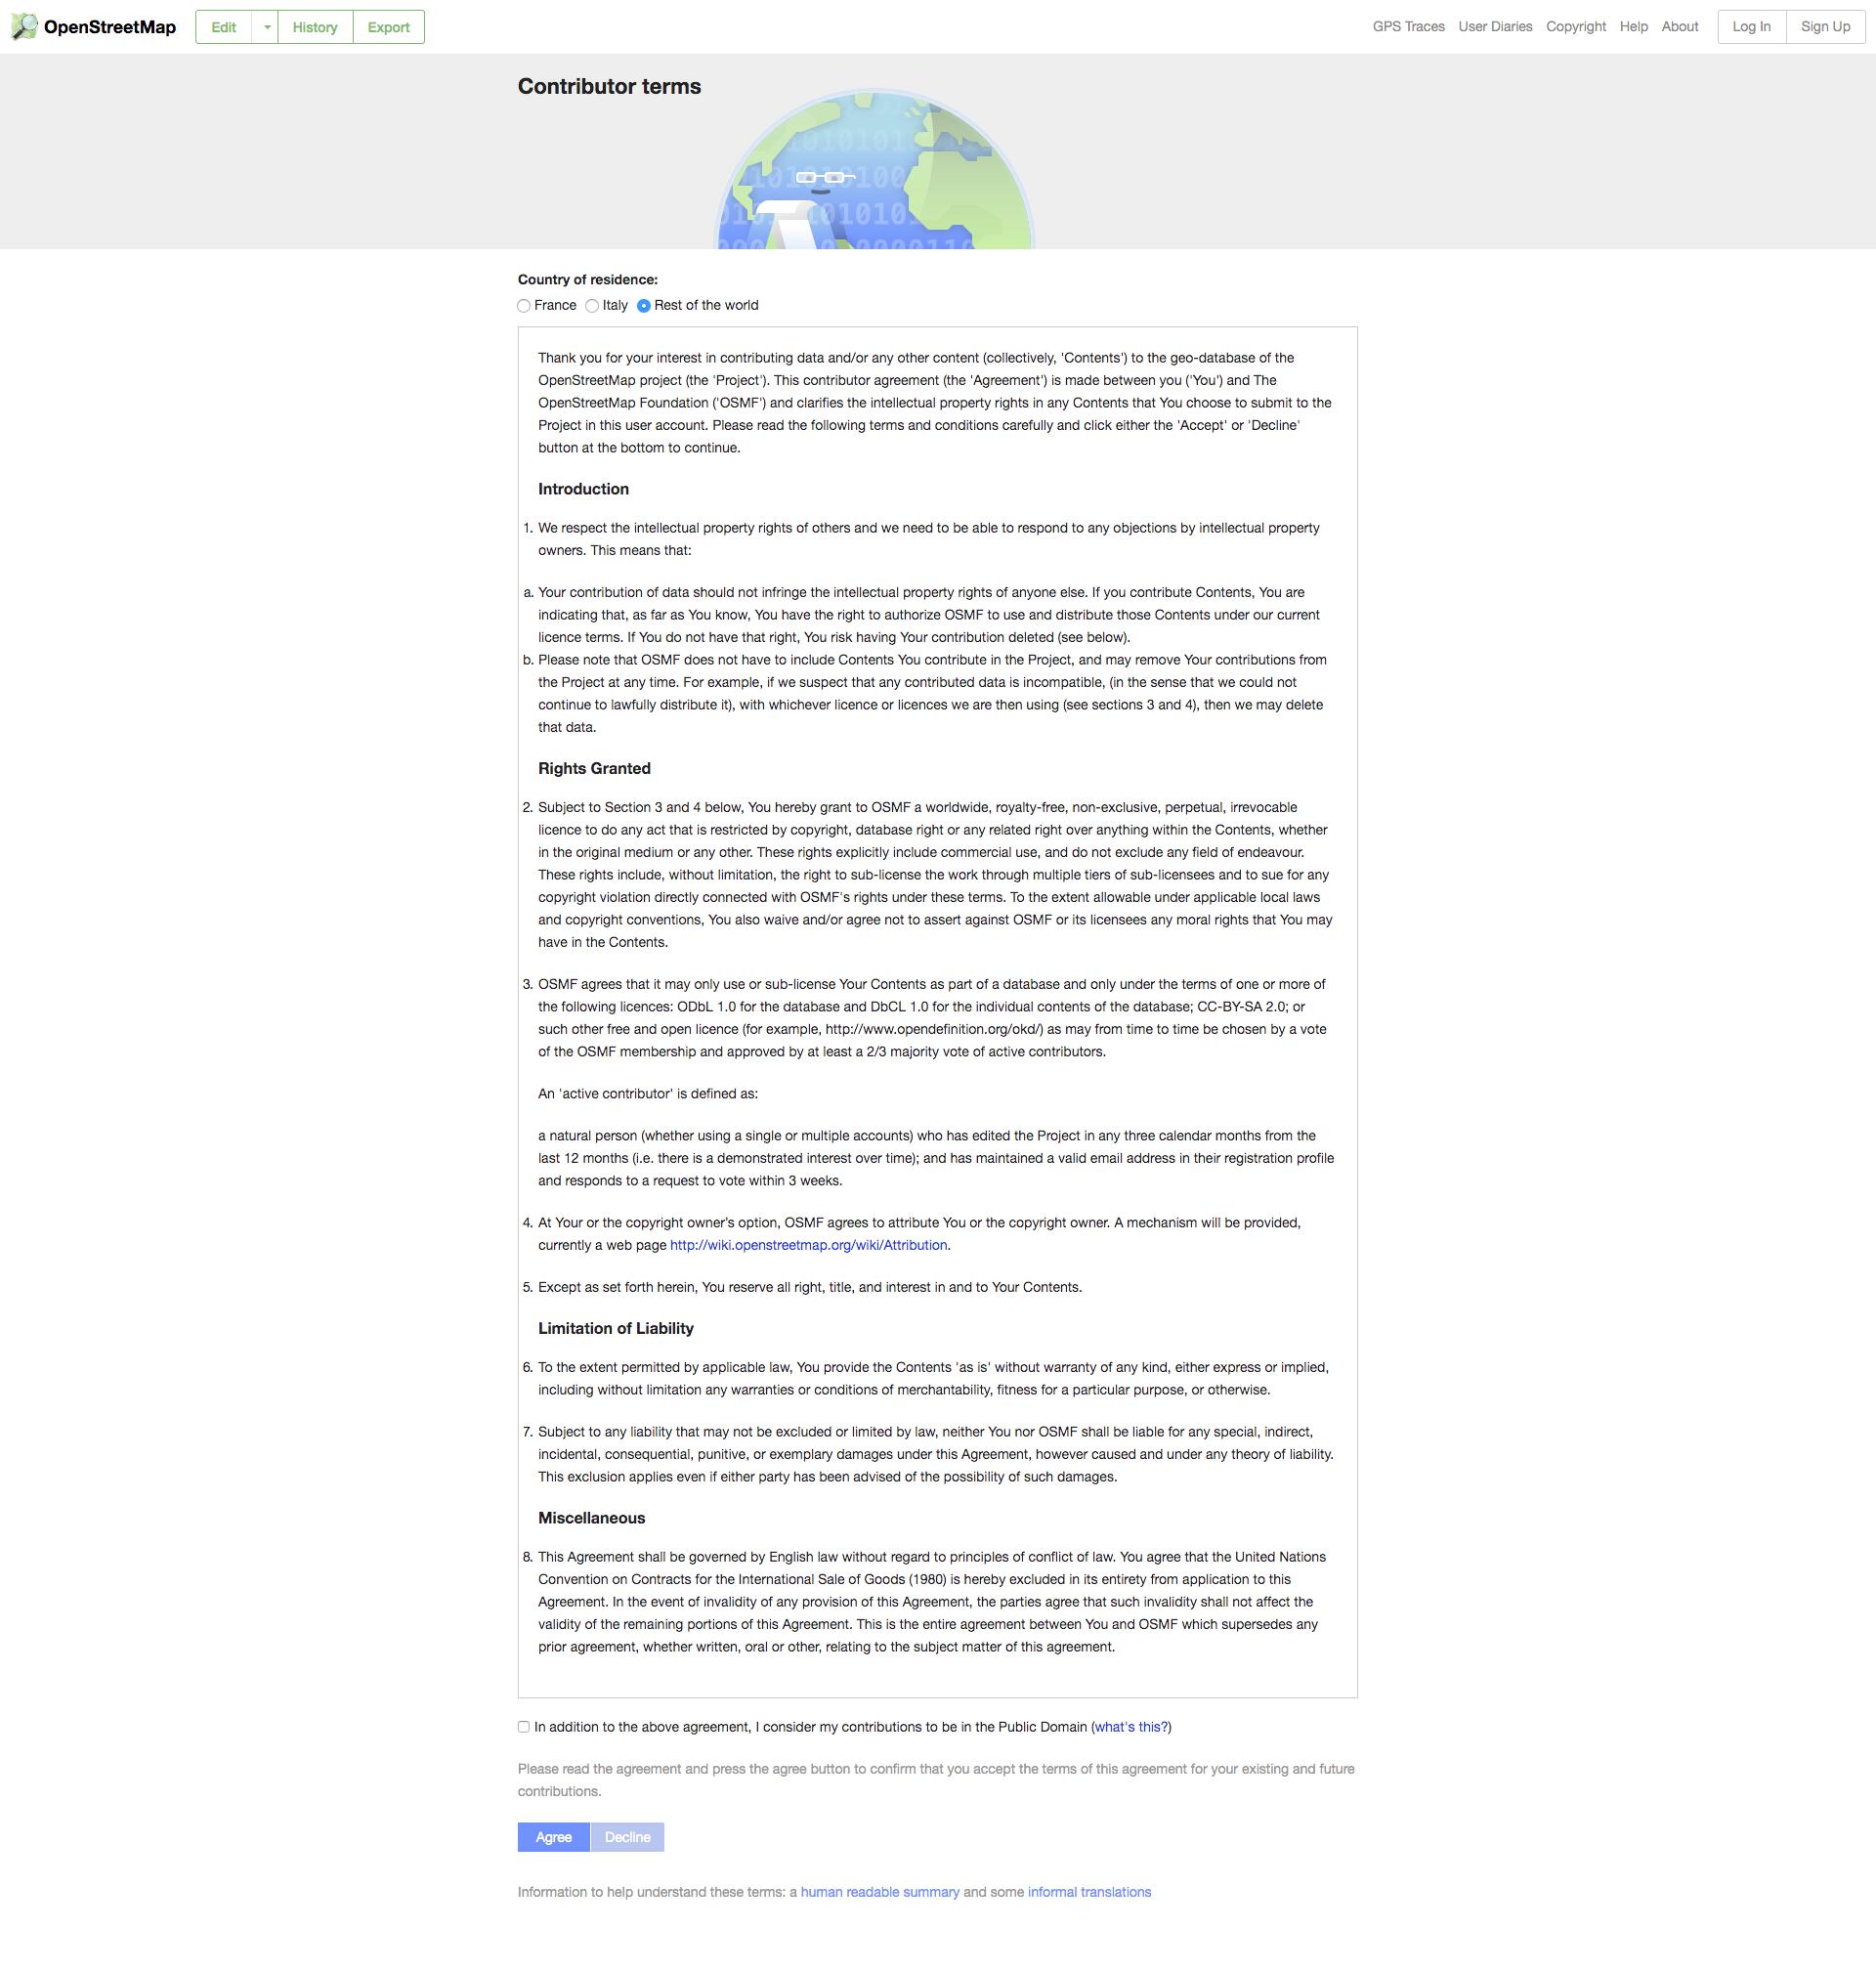 OpenStreetMap
Edit
History
Export
GPS Traces
User Diaries
Copyright
Help
About
Log In
Sign Up
Contributor terms
Country of residence:
France
Italy
Rest of the world
Thank you for your interest in contributing data and/or any other content (collectively, 'Contents') to the geo-database of the
OpenStreetMap project (the 'Project'). This contributor agreement (the 'Agreement') is made between you ('You') and The
OpenStreetMap Foundation ('OSMF') and clarifies the intellectual property rights in any Contents that You choose to submit to the
Project in this user account. Please read the following terms and conditions carefully and click either the 'Accept' or 'Decline'
button at the bottom to continue.
Introduction
1. We respect the intellectual property rights of others and we need to be able to respond to any objections by intellectual property
owners. This means that:
a. Your contribution of data should not infringe the intellectual property rights of anyone else. If you contribute Contents, You are
indicating that, as far as You know, You have the right to authorize OSMF to use and distribute those Contents under our current
licence terms. If You do not have that right, You risk having Your contribution deleted (see below).
b. Please note that OSMF does not have to include Contents You contribute in the Project, and may remove Your contributions from
the Project at any time. For example, if we suspect that any contributed data is incompatible, (in the sense that we could not
continue to lawfully distribute it), with whichever licence or licences we are then using (see sections 3 and 4), then we may delete
that data.
Rights Granted
2. Subject to Section 3 and 4 below, You hereby grant to OSMF a worldwide, royalty-free, non-exclusive, perpetual, irrevocable
licence to do any act that is restricted by copyright, database right or any related right over anything within the Contents, whether
in the original medium or any other. These rights explicitly include commercial use, and do not exclude any field of endeavour.
These rights include, without limitation, the right to sub-license the work through multiple tiers of sub-licensees and to sue for any
copyright violation directly connected with OSMF's rights under these terms. To the extent allowable under applicable local laws
and copyright conventions, You also waive and/or agree not to assert against OSMF or its licensees any moral rights that You may
have in the Contents.
3. OSMF agrees that it may only use or sub-license Your Contents as part of a database and only under the terms of one or more of
the following licences: ODbL 1.0 for the database and DbCL 1.0 for the individual contents of the database; CC-BY-SA 2.0; or
such other free and open licence (for example, http://www.opendefinition.org/okd/) as may from time to time be chosen by a vote
of the OSMF membership and approved by at least a 2/3 majority vote of active contributors.
An 'active contributor' is defined as:
a natural person (whether using a single or multiple accounts) who has edited the Project in any three calendar months from the
last 12 months (i.e. there is a demonstrated interest over time); and has maintained a valid email address in their registration profile
and responds to a request to vote within 3 weeks.
4. At Your or the copyright owner's option, OSMF agrees to attribute You or the copyright owner. A mechanism will be provided,
currently a web page http://wiki.openstreetmap.org/wiki/Attribution.
5. Except as set forth herein, You reserve all right, title, and interest in and to Your Contents.
Limitation of Liability
6. To the extent permitted by applicable law, You provide the Contents 'as is' without warranty of any kind, either express or implied,
including without limitation any warranties or conditions of merchantability, fitness for a particular purpose, or otherwise.
7. Subject to any liability that may not be excluded or limited by law, neither You nor OSMF shall be liable for any special, indirect,
incidental, consequential, punitive, or exemplary damages under this Agreement, however caused and under any theory of liability.
This exclusion applies even if either party has been advised of the possibility of such damages.
Miscellaneous
8. This Agreement shall be governed by English law without regard to principles of conflict of law. You agree that the United Nations
Convention on Contracts for the International Sale of Goods (1980) is hereby excluded in its entirety from application to this
Agreement. In the event of invalidity of any provision of this Agreement, the parties agree that such invalidity shall not affect the
validity of the remaining portions of this Agreement. This is the entire agreement between You and OSMF which supersedes any
prior agreement, whether written, oral or other, relating to the subject matter of this agreement.
In addition to the above agreement, I consider my contributions to be in the Public Domain (what's this?)
Please read the agreement and press the agree button to confirm that you accept the terms of this agreement for your existing and future
contributions.
Agree
Decline
Information to help understand these terms: a human readable summary and some informal translations